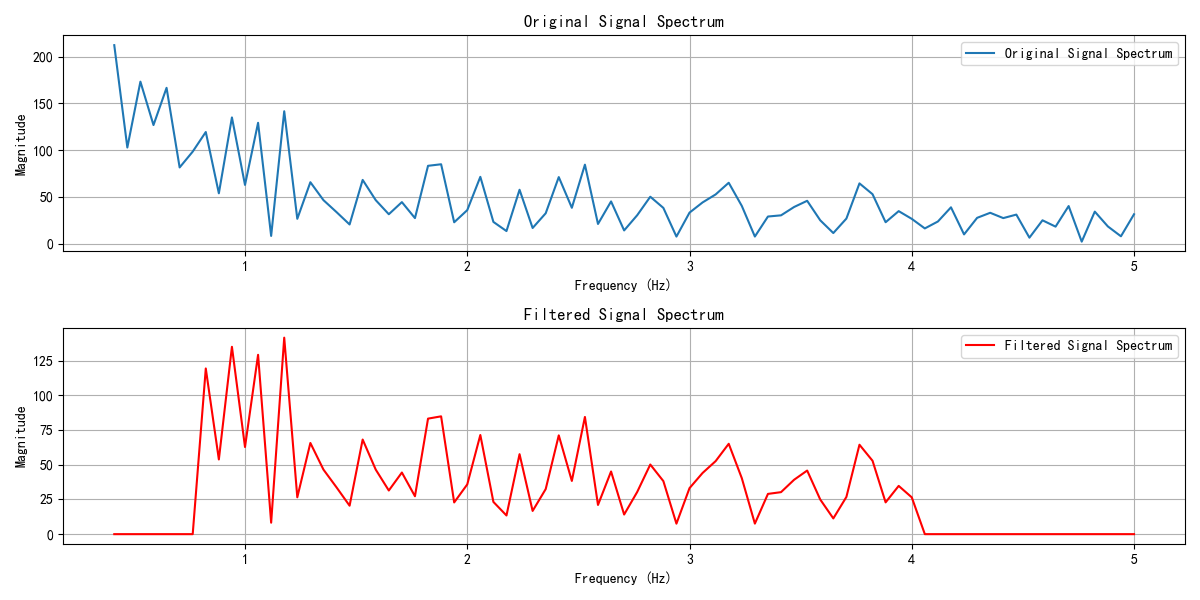 Original Signal Spectrum
200
150
100
50
0
Magnitude
Original Signal Spectrum
1 2 3 4 5
Frequency (Hz)
Filtered Signal Spectrum
125
100
75
50
25
0
Magnitude
Filtered Signal Spectrum
1 2 3 4 5
Frequency (Hz)